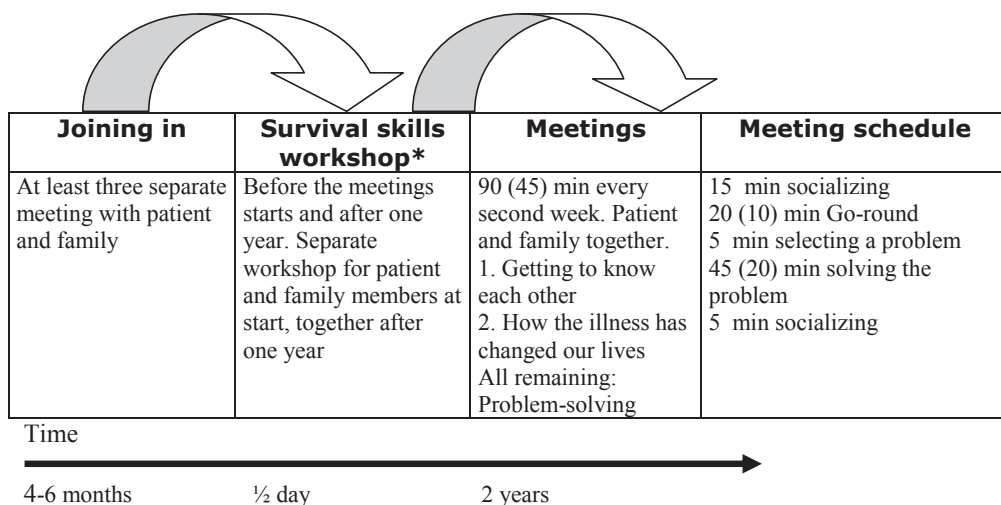 Joining in
Survival skills
workshop*
Meetings
Meeting schedule
At least three separate
meeting with patient
and family
Before the meetings
starts and after one
year. Separate
workshop for patient
and family members at
start, together after
one year
90 (45) min every
second week. Patient
and family together.
1. Getting to know
each other
2. How the illness has
changed our lives
All remaining:
Problem-solving
15 min socializing
20 (10) min Go-round
5 min selecting a problem
45 (20) min solving the
problem
5 min socializing
Time
4-6 months
½ day
2 years